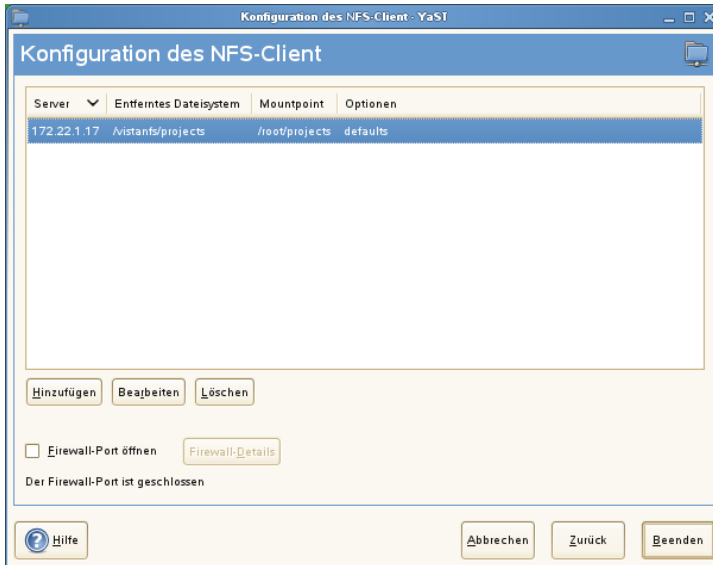 Konfiguration des NFS-Client - YaST
Konfiguration des NFS-Client
Server Entferntes Dateisystem Mountpoint Optionen
172.22.1.17 /vistanfs/projects /root/projects defaults
Hinzufügen Bearbeiten Löschen
Firewall-Port öffnen Firewall-Details
Der Firewall-Port ist geschlossen
Hilfe Abbrechen Zurück Beenden